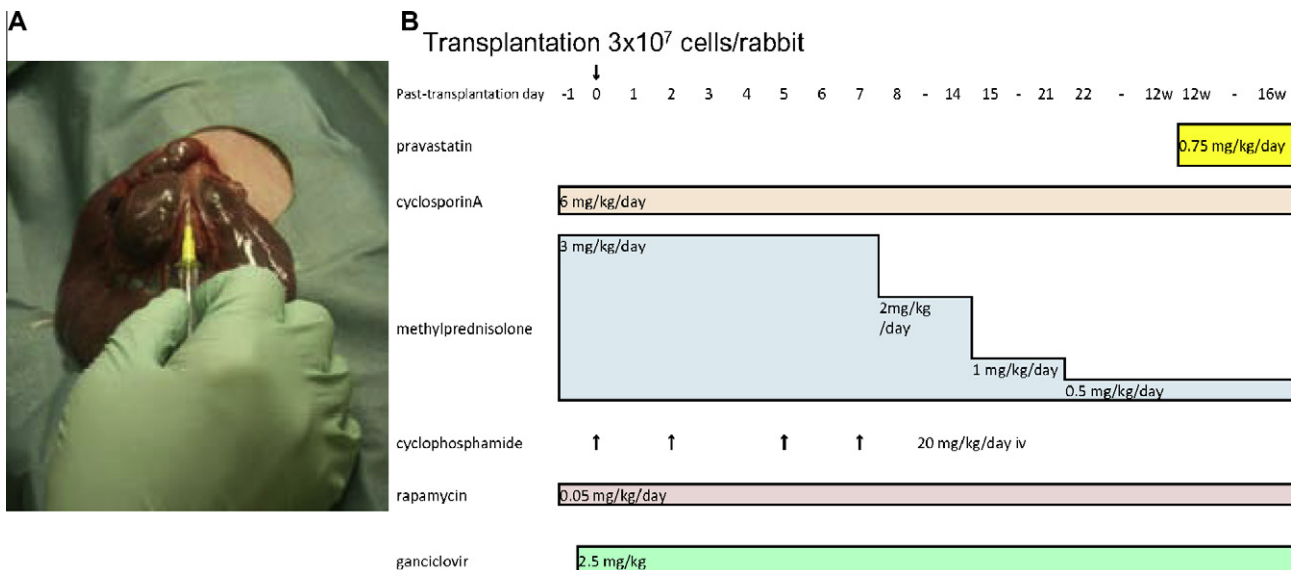 A
B
Transplantation 3x10⁷ cells/rabbit
↓
Past-transplantation day -1 0 1 2 3 4 5 6 7 8 - 14 15 - 21 22 - 12w 12w - 16w
pravastatin 0.75 mg/kg/day
cyclosporinA 6 mg/kg/day
3 mg/kg/day
methylprednisolone 2mg/kg
/day
1 mg/kg/day
0.5 mg/kg/day
cyclophosphamide ↑ ↑ ↑ ↑ 20 mg/kg/day iv
rapamycin 0.05 mg/kg/day
ganciclovir 2.5 mg/kg